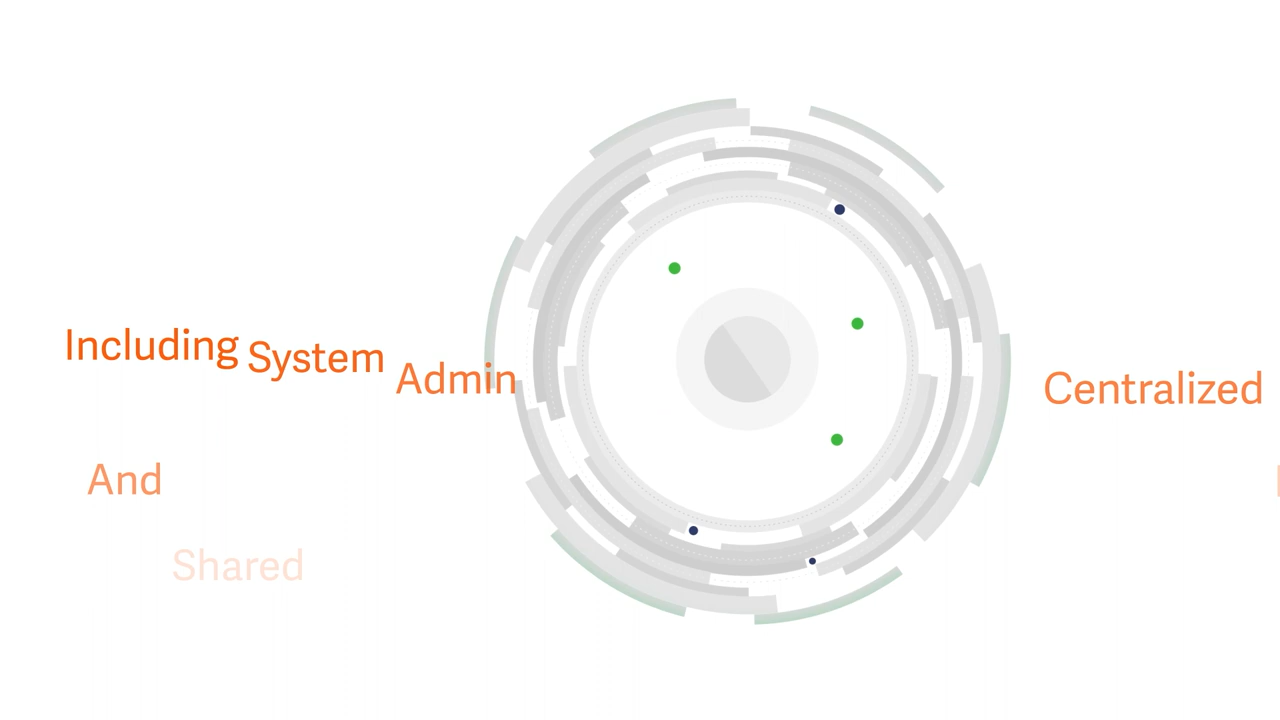 Including System Admin
Centralized
And
Shared